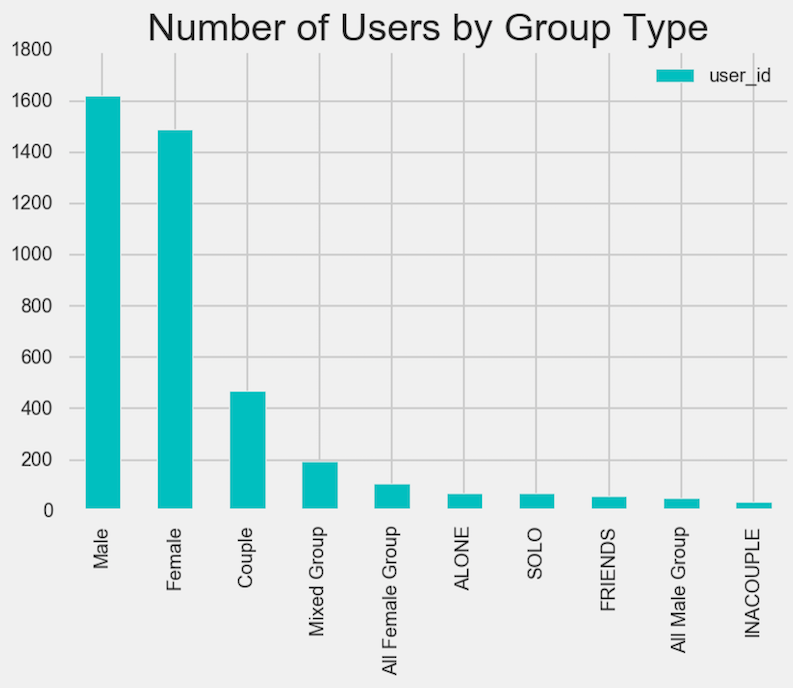 Number of Users by Group Type
user_id
1800
1600
1400
1200
1000
800
600
400
200
0
Male
Female
Couple
Mixed Group
All Female Group
ALONE
SOLO
FRIENDS
All Male Group
INACOUPLE